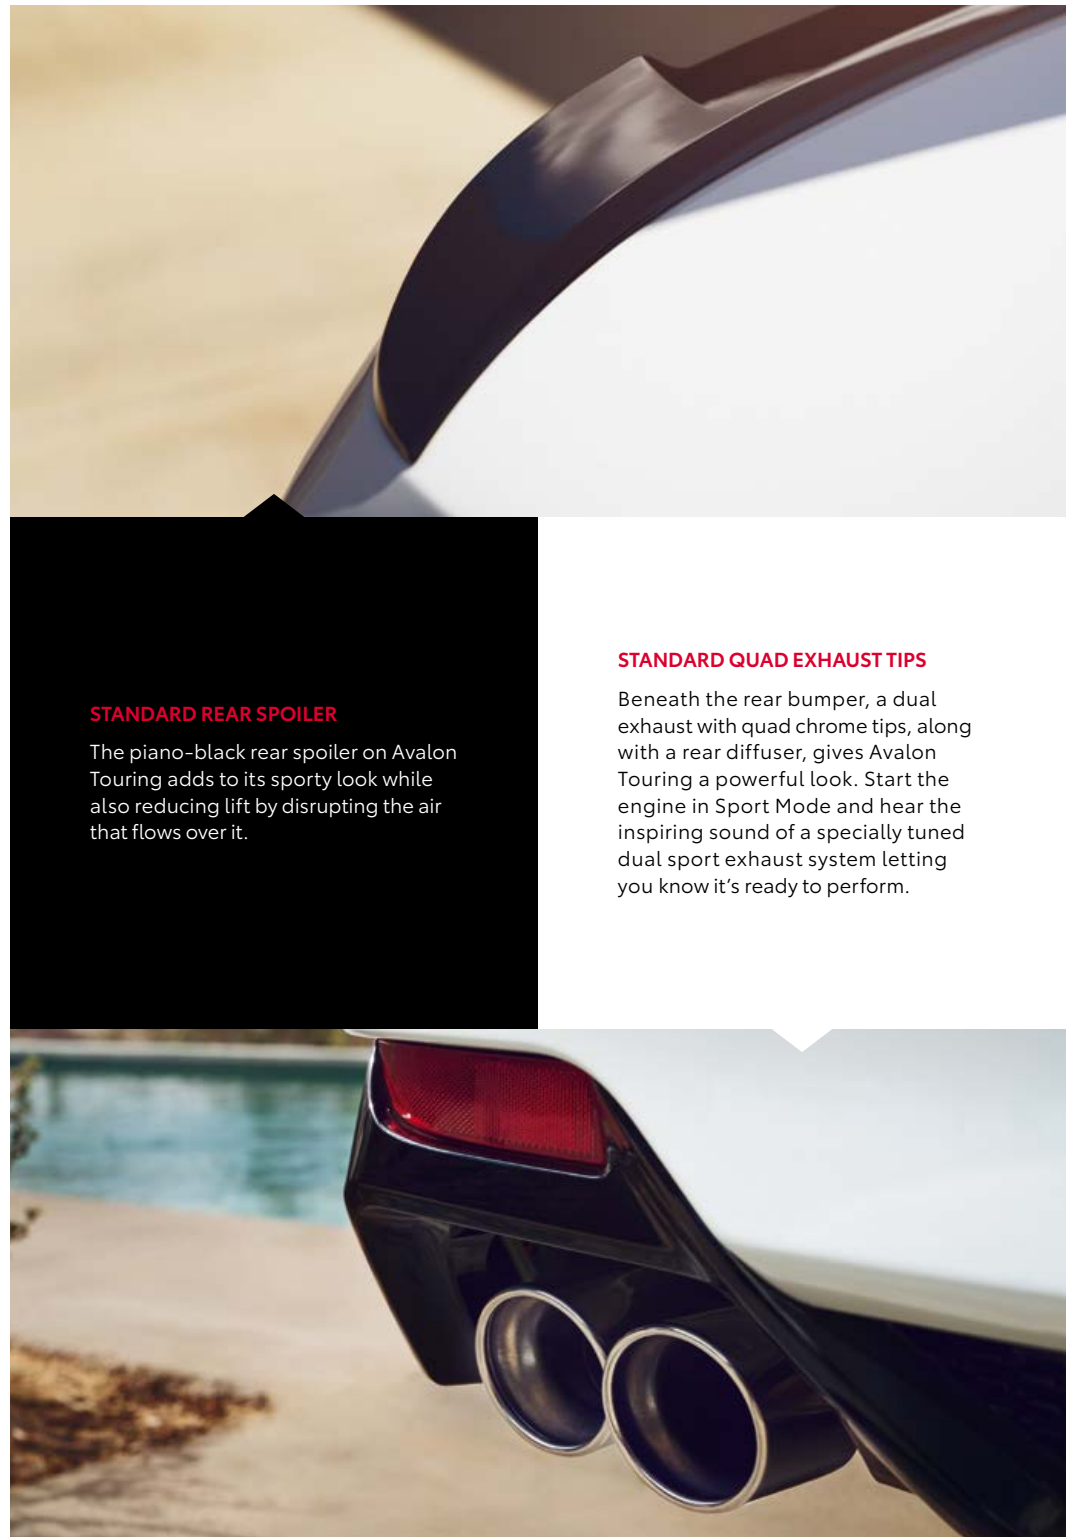 STANDARD REAR SPOILER
The piano-black rear spoiler on Avalon
Touring adds to its sporty look while
also reducing lift by disrupting the air
that flows over it.
STANDARD QUAD EXHAUST TIPS
Beneath the rear bumper, a dual
exhaust with quad chrome tips, along
with a rear diffuser, gives Avalon
Touring a powerful look. Start the
engine in Sport Mode and hear the
inspiring sound of a specially tuned
dual sport exhaust system letting
you know it’s ready to perform.